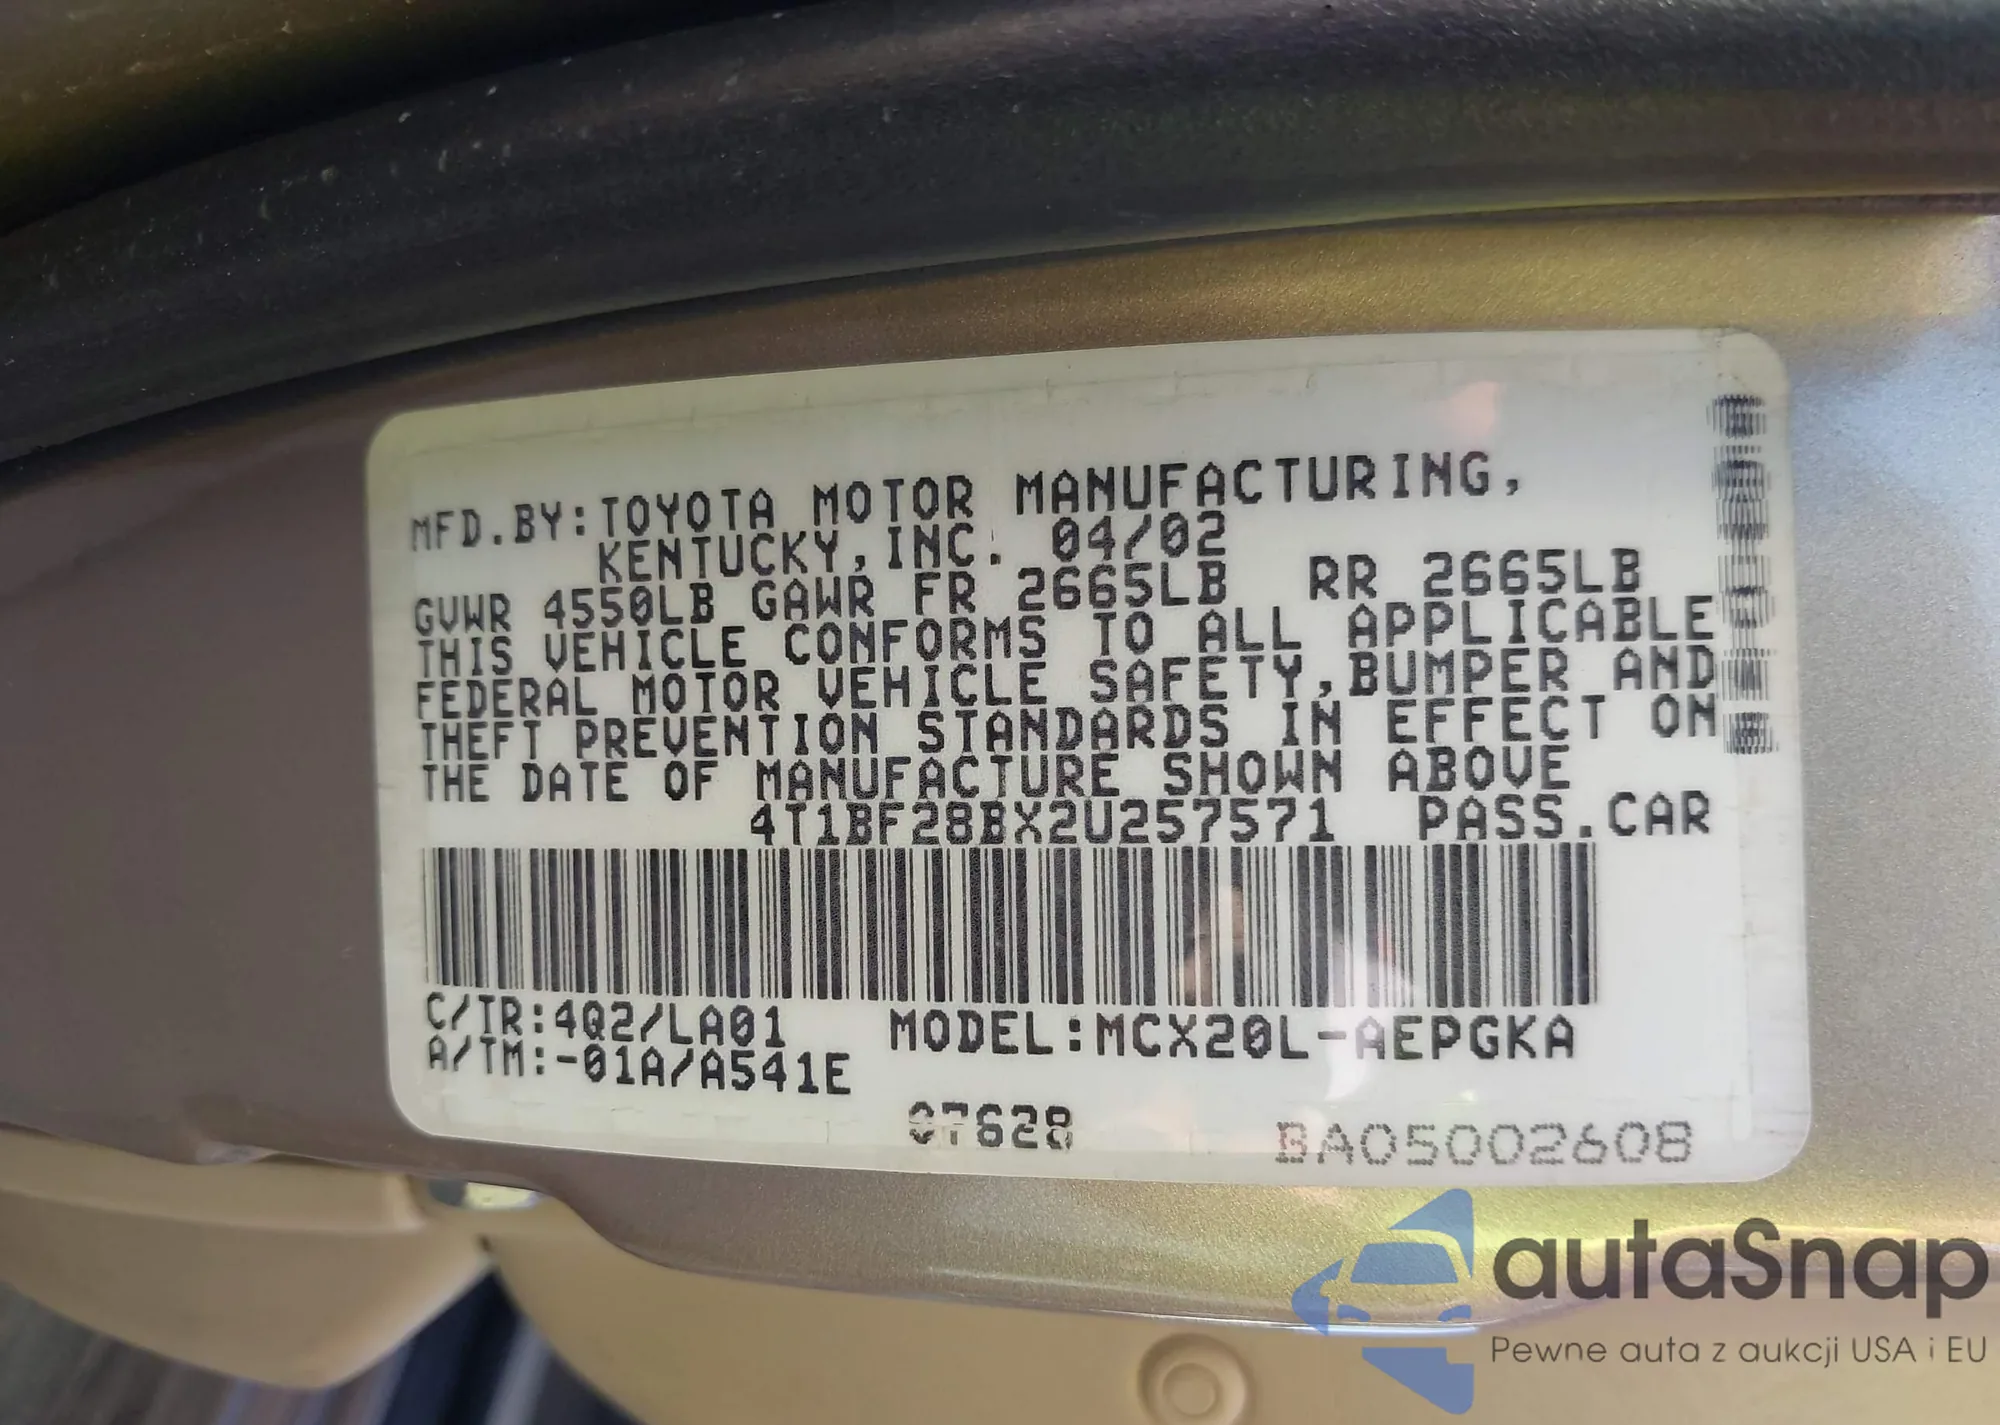 MFD.BY:TOYOTA MOTOR MANUFACTURING,
KENTUCKY,INC. 04/02
GVWR 4550LB GAWR FR 2665LB RR 2665LB
THIS VEHICLE CONFORMS TO ALL APPLICABLE
FEDERAL MOTOR VEHICLE SAFETY,BUMPER AND
THEFT PREVENTION STANDARDS IN EFFECT ON
THE DATE OF MANUFACTURE SHOWN ABOVE
4T1BF28BX2U257571 PASS.CAR
C/TR:4Q2/LA01 MODEL:MCX20L-AEPGKA
A/TM:-01A/A541E
07628 BA05002608
autaSnap
Pewne auta z aukcji USA i EU